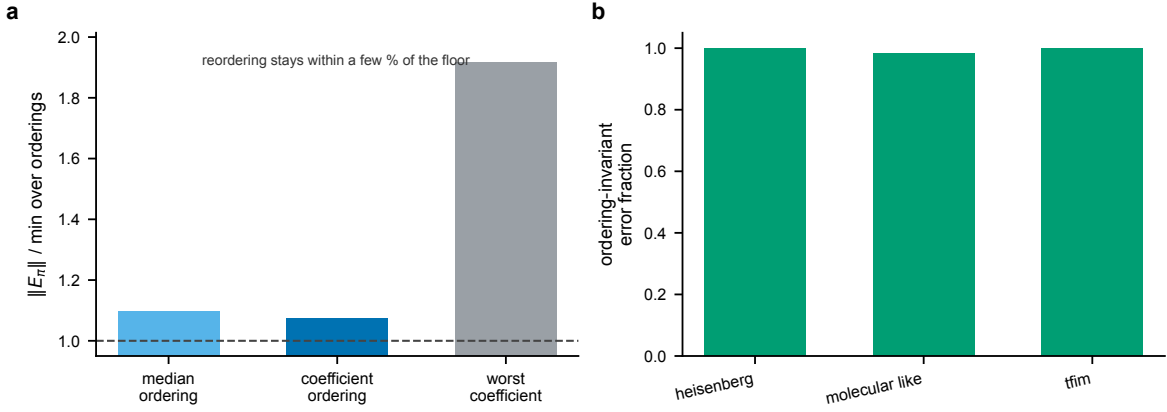 a
2.0
1.8
1.6
1.4
1.2
1.0
‖Eπ‖ / min over orderings
reordering stays within a few % of the floor
median
ordering
coefficient
ordering
worst
coefficient
b
1.0
0.8
0.6
0.4
0.2
0.0
ordering-invariant
error fraction
heisenberg
molecular like
tfim